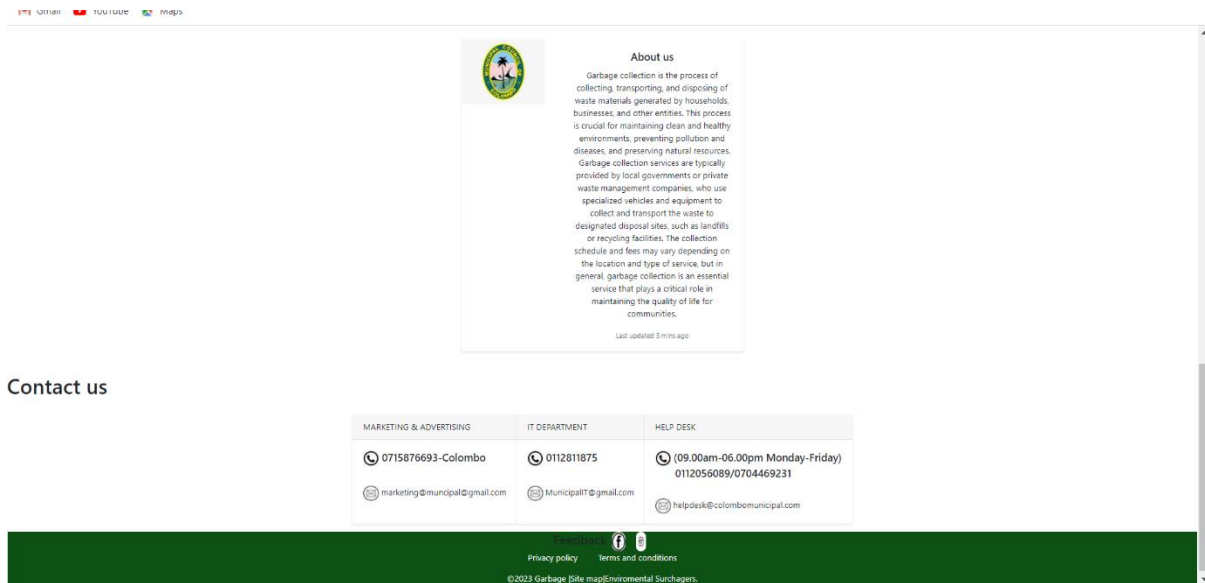 Gmail YouTube Maps
MUNICIPAL COUNCIL OF
COLOMBO
About us
Garbage collection is the process of
collecting, transporting, and disposing of
waste materials generated by households,
businesses, and other entities. This process
is crucial for maintaining clean and healthy
environments, preventing pollution and
diseases, and preserving natural resources.
Garbage collection services are typically
provided by local governments or private
waste management companies, who use
specialized vehicles and equipment to
collect and transport the waste to
designated disposal sites, such as landfills
or recycling facilities. The collection
schedule and fees may vary depending on
the location and type of service, but in
general, garbage collection is an essential
service that plays a critical role in
maintaining the quality of life for
communities.
Last updated 3 mins ago
Contact us
MARKETING & ADVERTISING
0715876693-Colombo
marketing@muncipal@gmail.com
IT DEPARTMENT
0112811875
MunicipalIT@gmail.com
HELP DESK
(09.00am-06.00pm Monday-Friday)
0112056089/0704469231
helpdesk@colombomunicipal.com
Feedback
Privacy policy Terms and conditions
©2023 Garbage |Site map|Enviromental Surchagers.